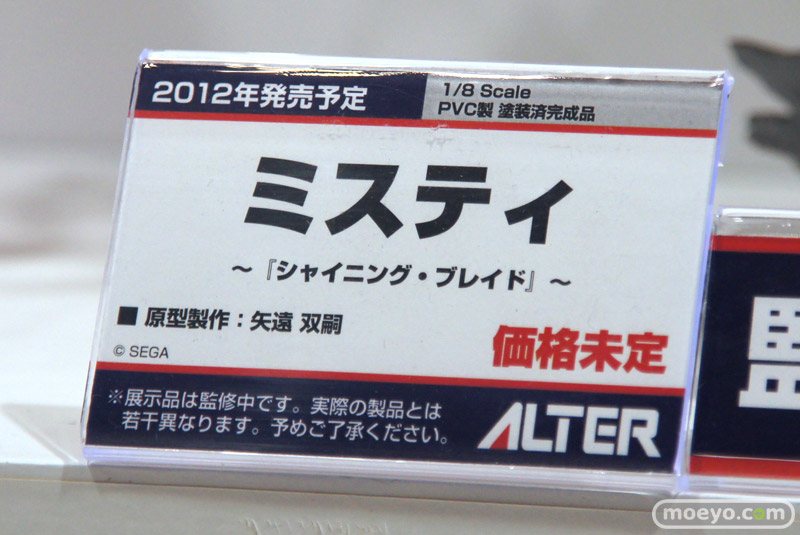 2012年発売予定
1/8 Scale
PVC製 塗装済完成品
ミスティ
～『シャイニング・ブレイド』～
■ 原型製作：矢遠 双嗣
© SEGA
価格未定
※展示品は監修中です。実際の製品とは
若干異なります。予めご了承ください。
ALTER
監
moeyo.com